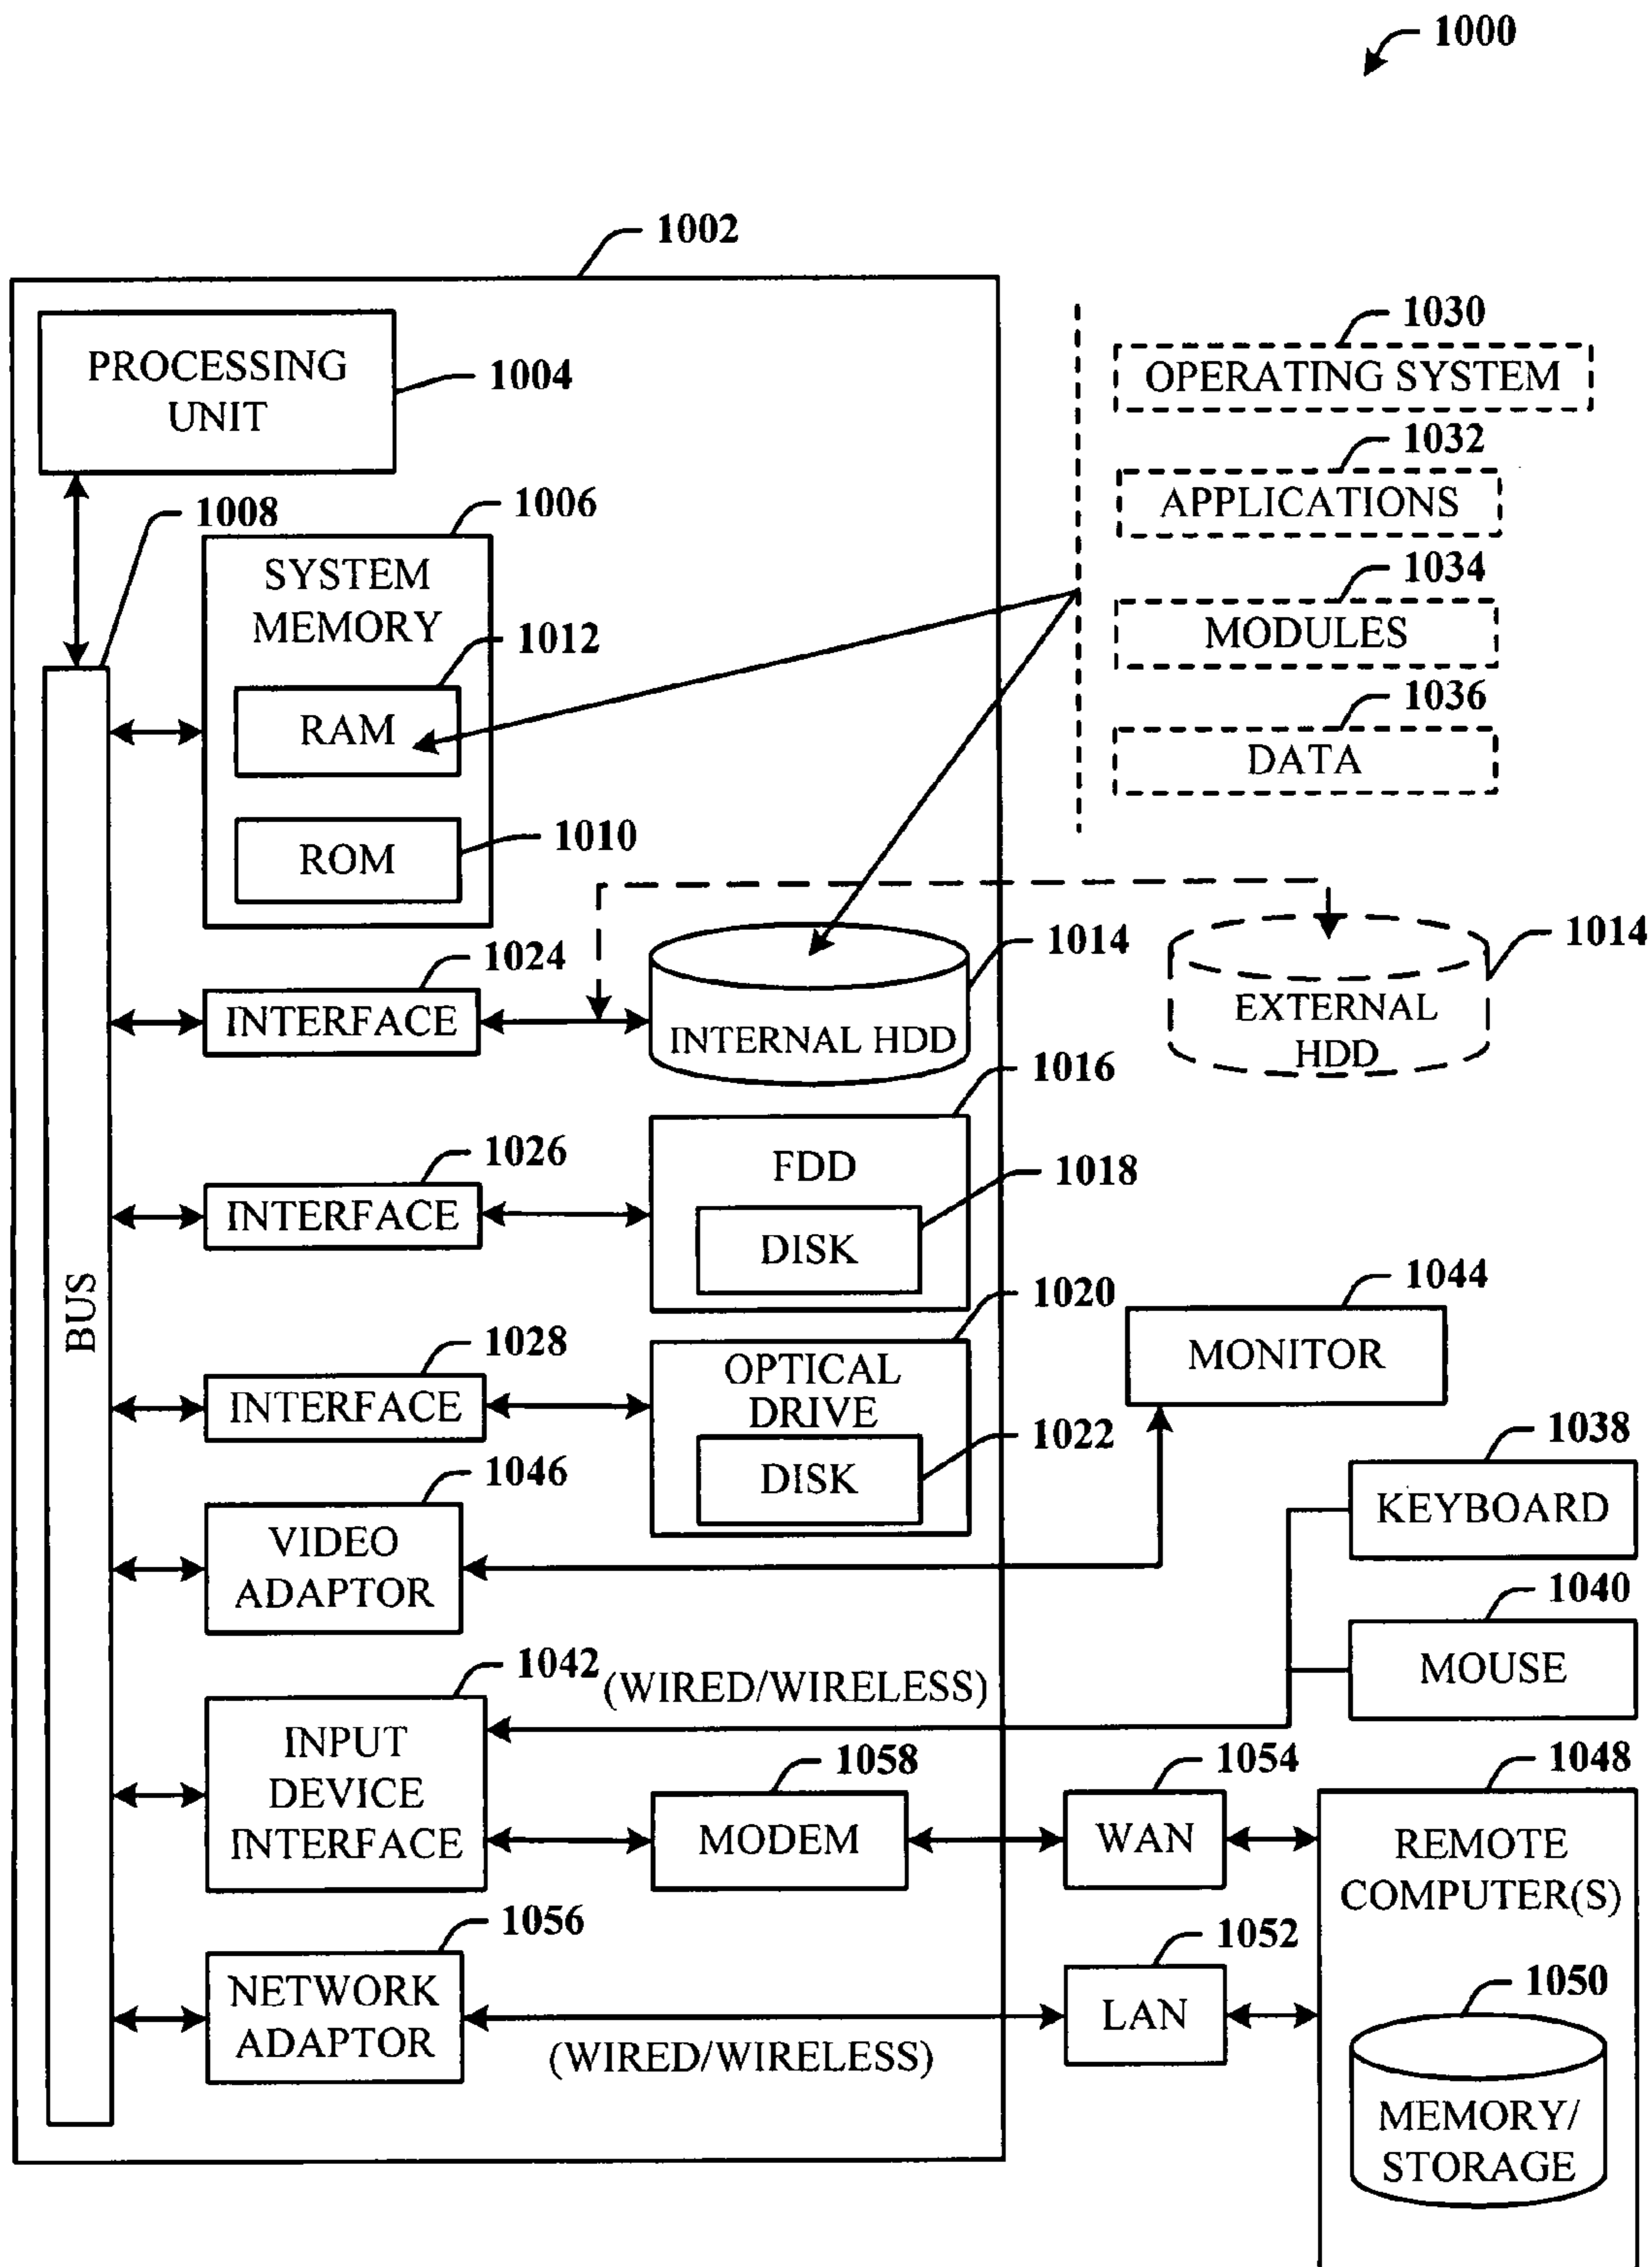 1000
1002
PROCESSING
UNIT
1004
1030
OPERATING SYSTEM
1032
APPLICATIONS
1034
MODULES
1036
DATA
1008
1006
SYSTEM
MEMORY
1012
RAM
1010
ROM
1024
INTERFACE
1014
INTERNAL HDD
1014
EXTERNAL
HDD
1026
INTERFACE
1016
FDD
1018
DISK
BUS
1028
INTERFACE
1020
OPTICAL
DRIVE
1022
DISK
1044
MONITOR
1046
VIDEO
ADAPTOR
1038
KEYBOARD
1040
MOUSE
1042
(WIRED/WIRELESS)
INPUT
DEVICE
INTERFACE
1058
MODEM
1054
WAN
1048
REMOTE
COMPUTER(S)
1056
NETWORK
ADAPTOR
(WIRED/WIRELESS)
1052
LAN
1050
MEMORY/
STORAGE